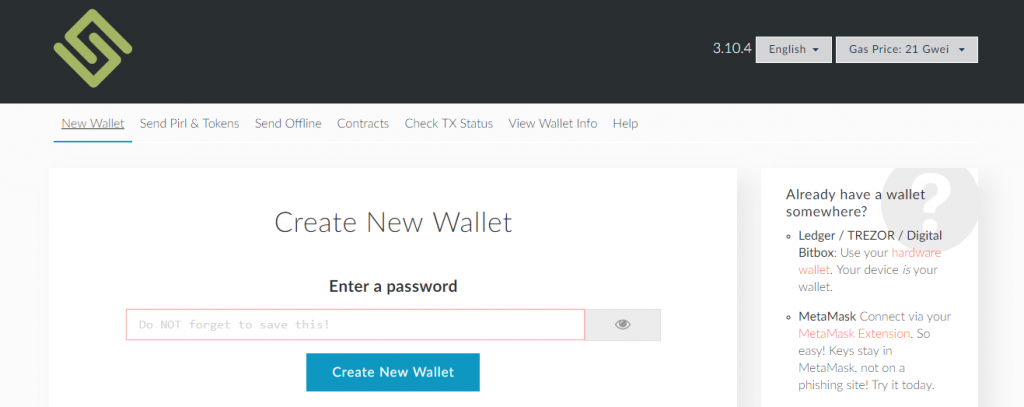 3.10.4 English Gas Price: 21 Gwei
New Wallet Send Pirl & Tokens Send Offline Contracts Check TX Status View Wallet Info Help
Create New Wallet
Enter a password
Do NOT forget to save this!
Create New Wallet
?
Already have a wallet
somewhere?
Ledger / TREZOR / Digital
Bitbox: Use your hardware
wallet. Your device is your
wallet.
MetaMask Connect via your
MetaMask Extension. So
easy! Keys stay in
MetaMask, not on a
phishing site! Try it today.